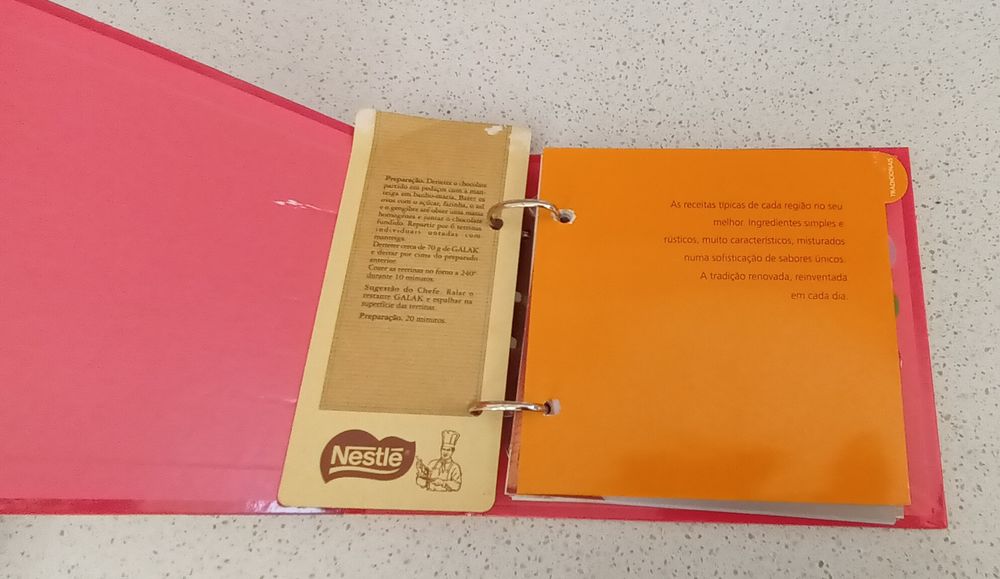 Preparação. Derreter o chocolate
partido em pedaços com a man-
teiga em banho-maria. Bater os
ovos com o açúcar, farinha, o sal
e o gengibre até obter uma massa
homogénea e juntar o chocolate
fundido. Repartir por 6 terrinas
individuais untadas com
manteiga.
Derreter cerca de 70 g de GALAK
e deitar por cima do preparado
anterior.
Cozer as terrinas no forno a 240°
durante 10 minutos.
Sugestão do Chefe. Ralar o
restante GALAK e espalhar na
superfície das terrinas.
Preparação. 20 minutos.
Nestlé
TRADICIONAIS
As receitas típicas de cada região no seu
melhor. Ingredientes simples e
rústicos, muito característicos, misturados
numa sofisticação de sabores únicos.
A tradição renovada, reinventada
em cada dia.